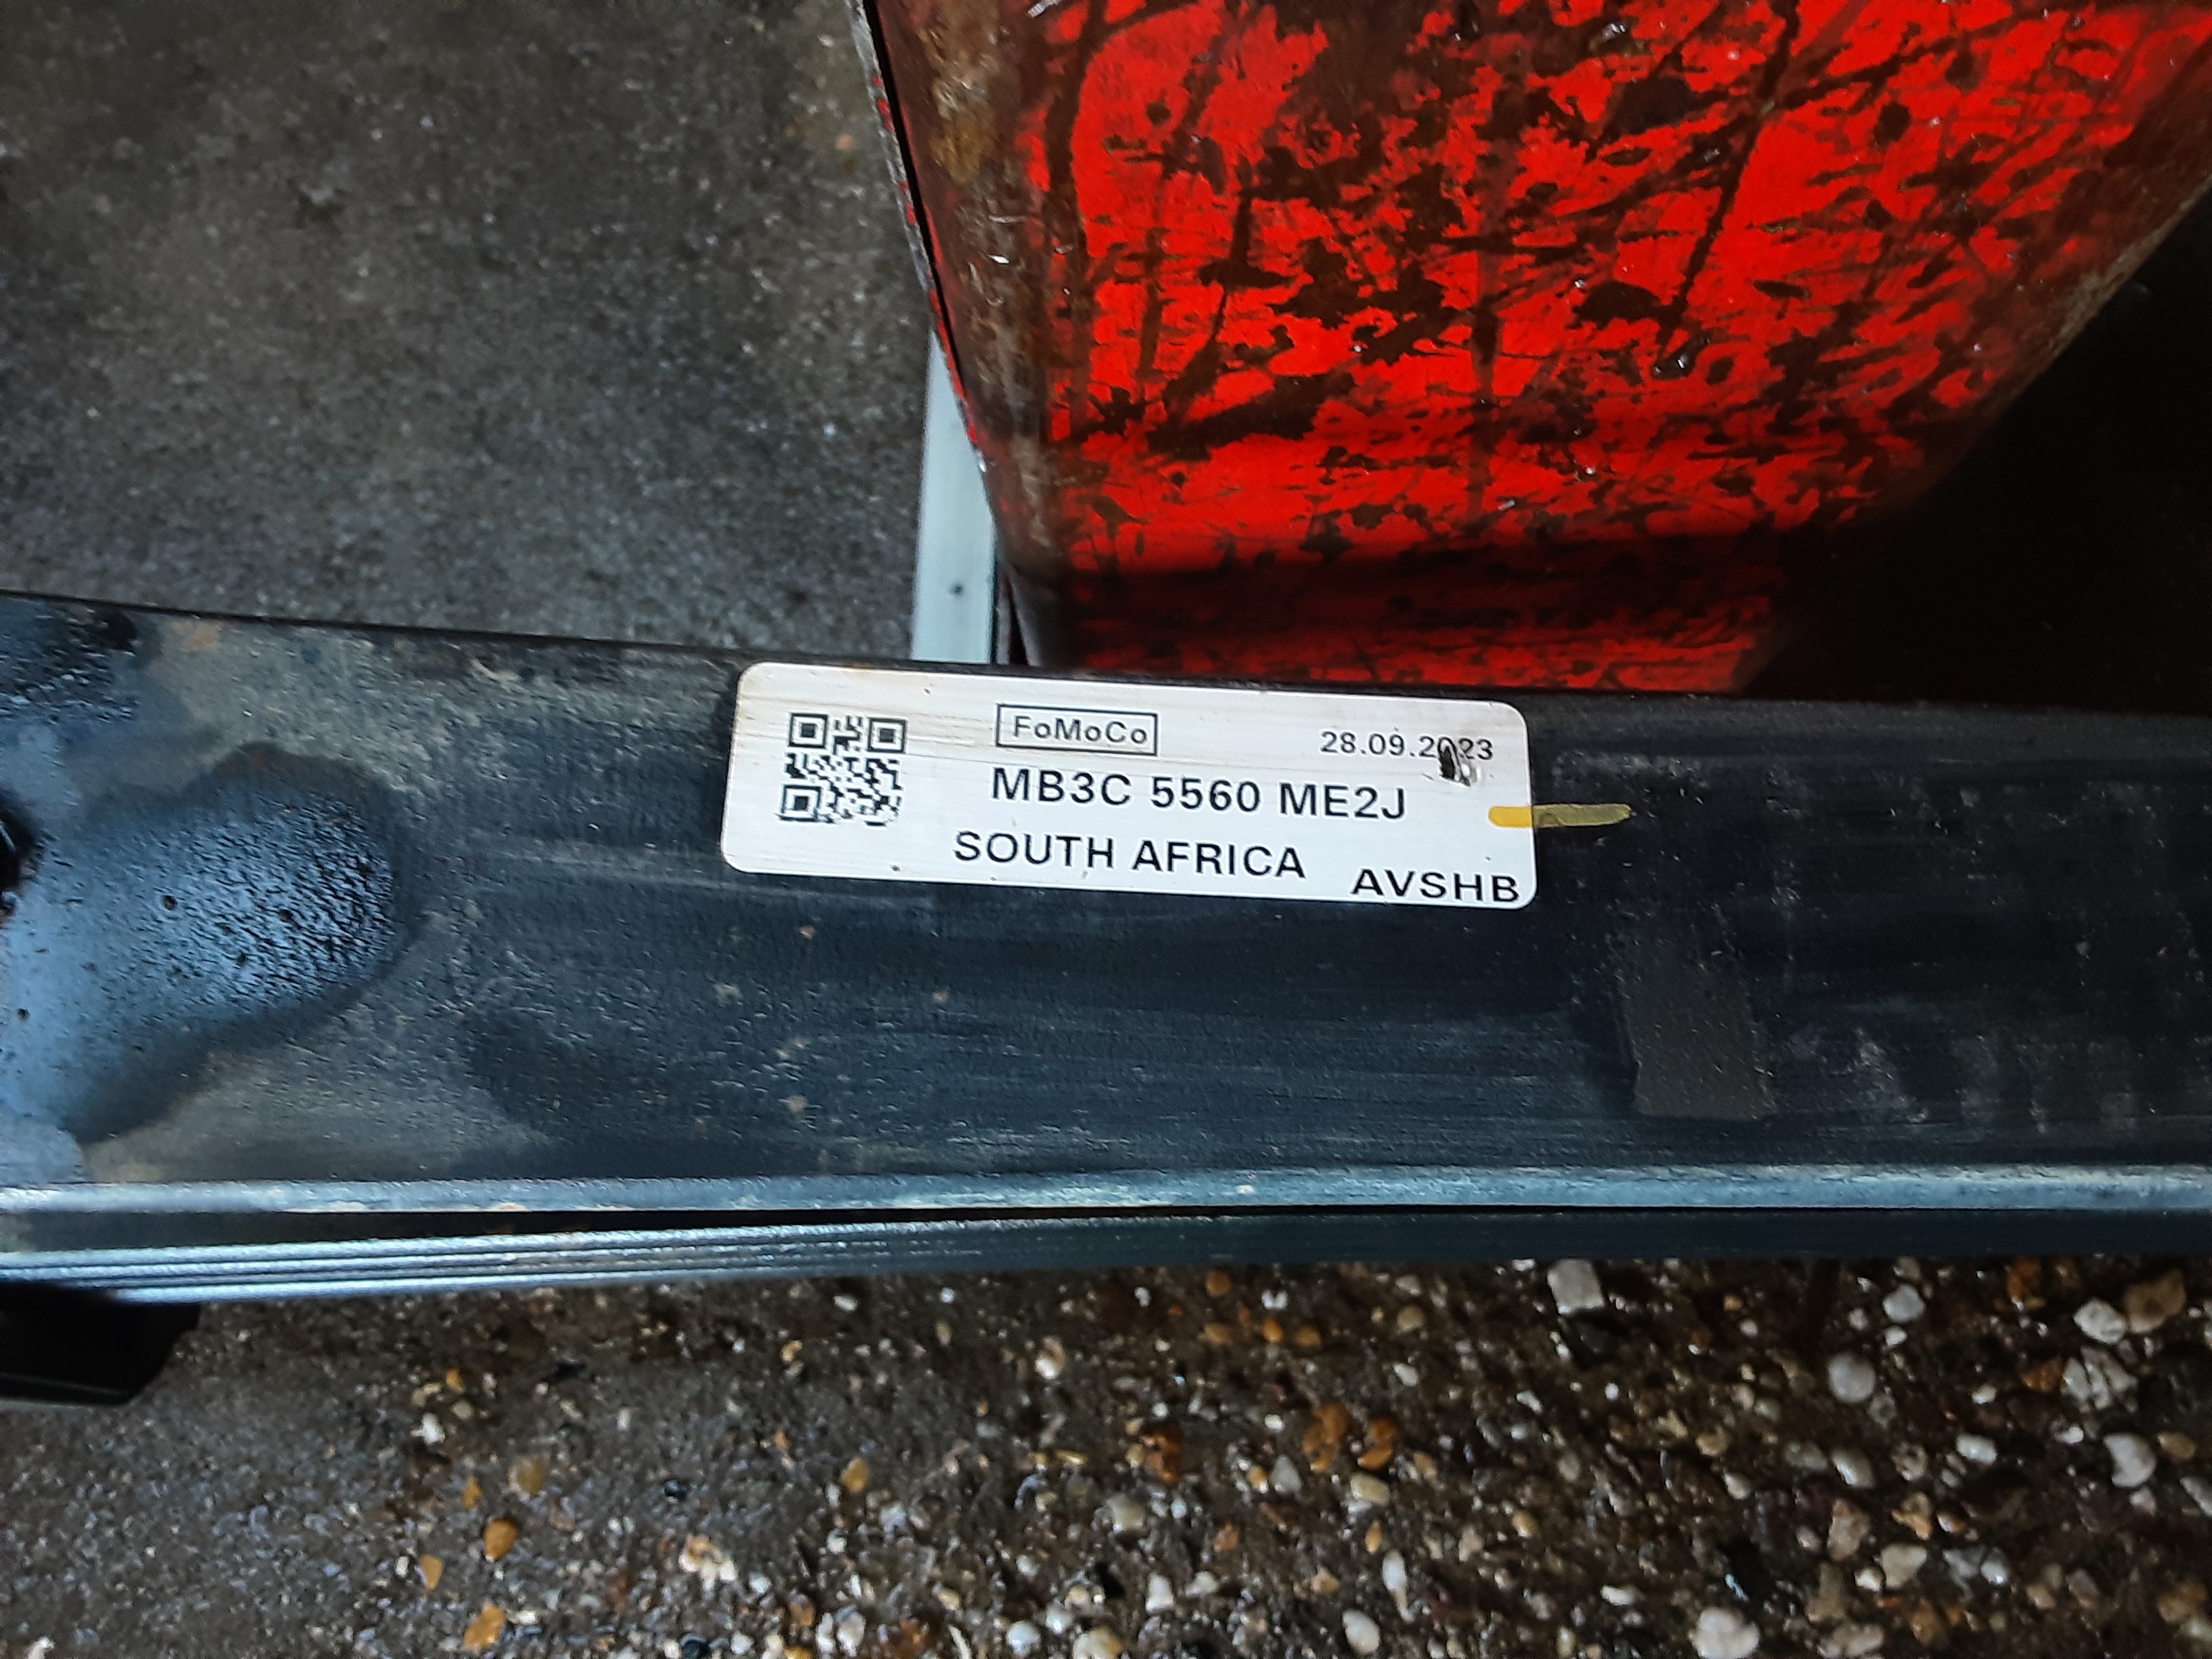 FoMoCo
28.09.2023
MB3C 5560 ME2J
SOUTH AFRICA
AVSHB